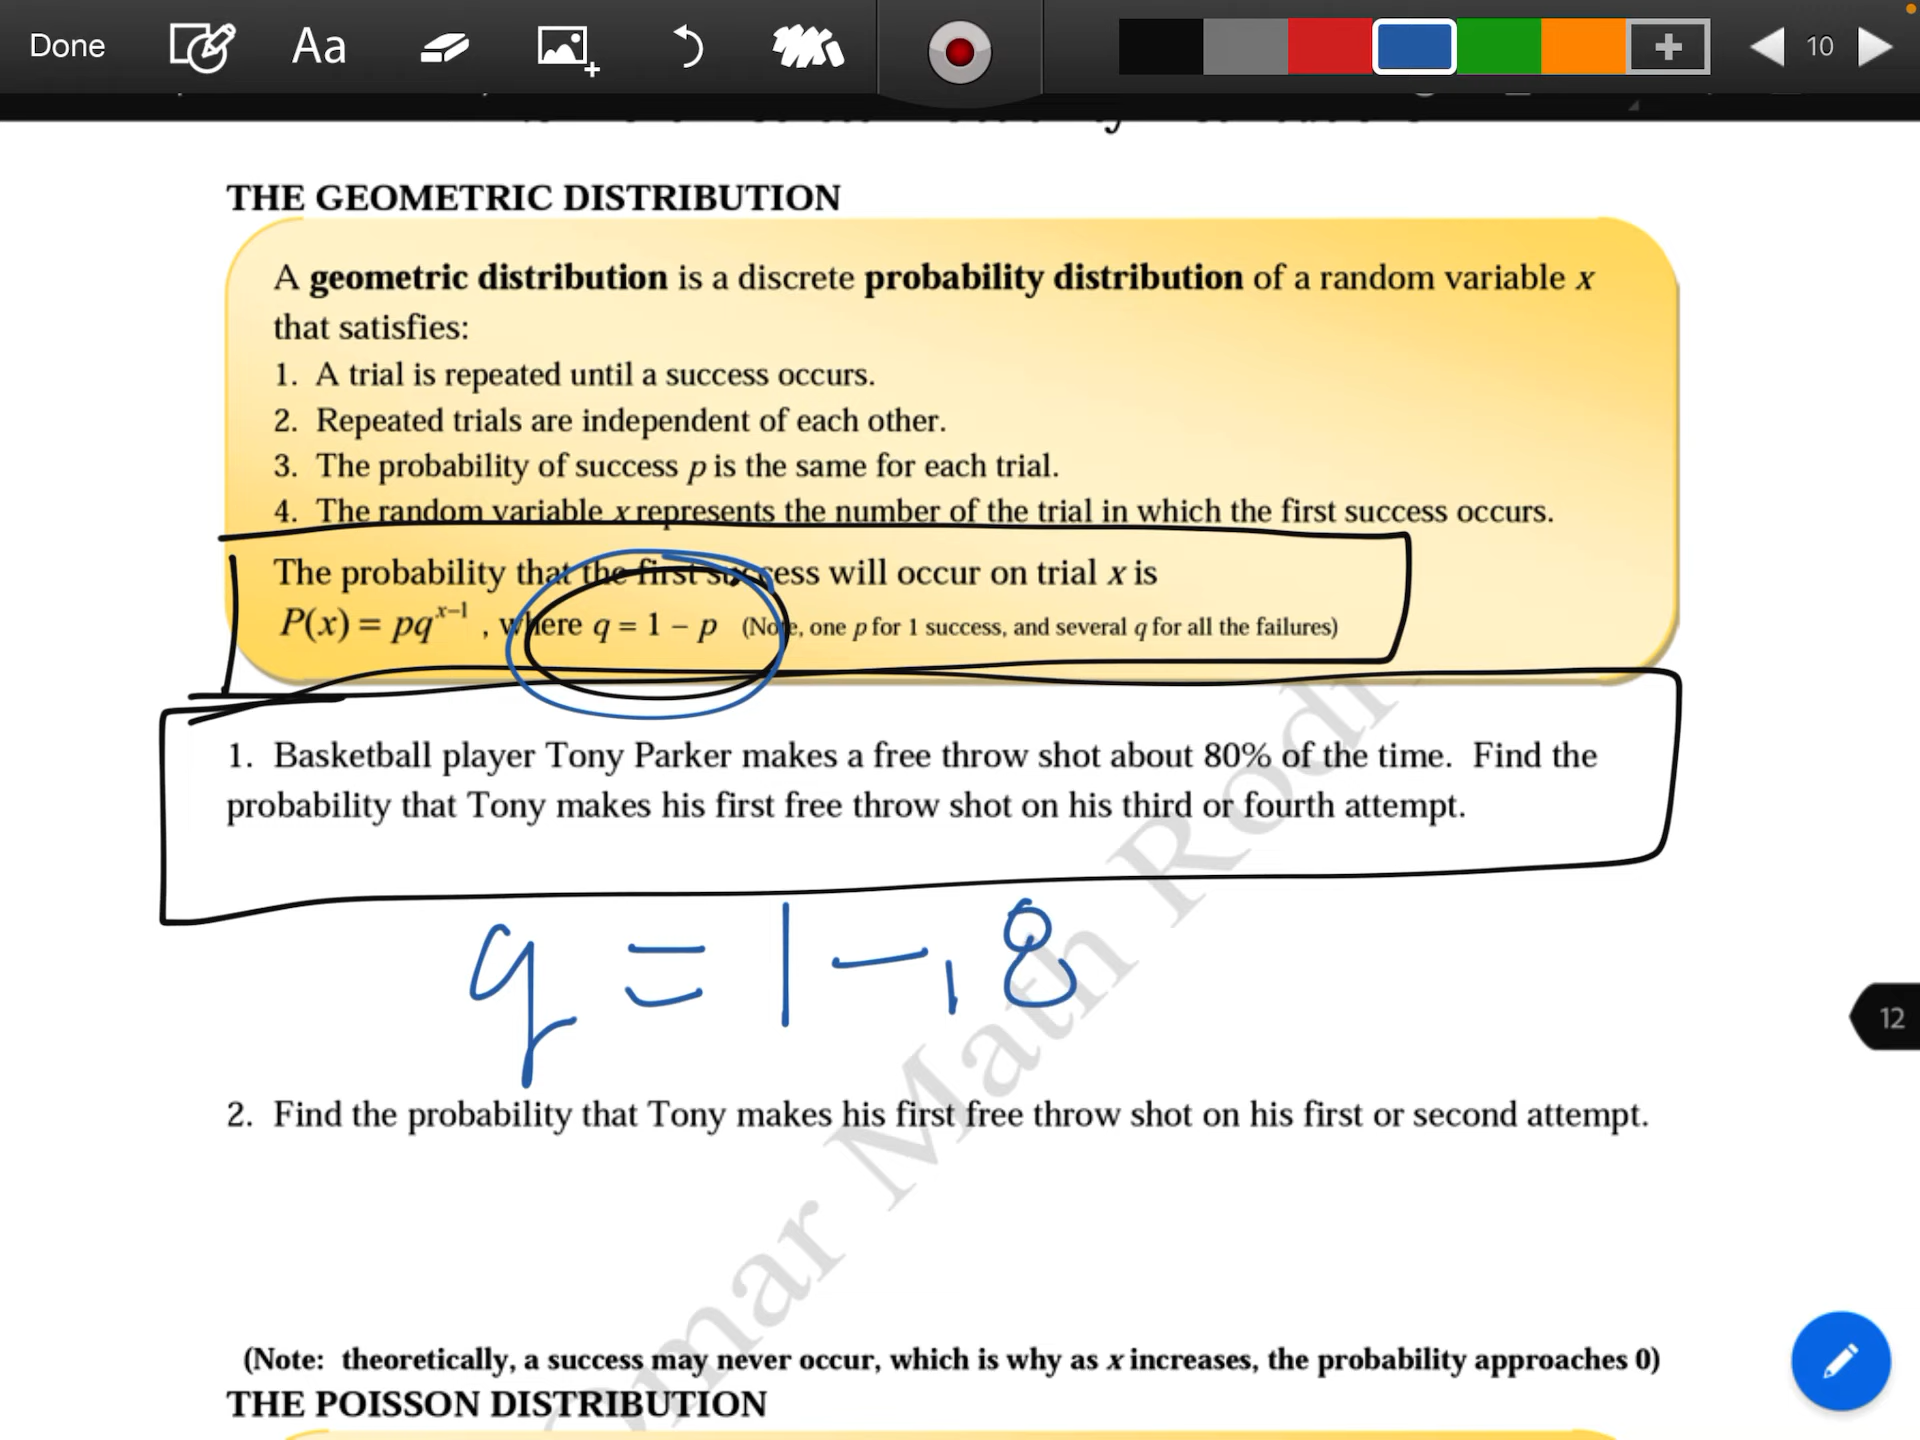 Done Aa 10
THE GEOMETRIC DISTRIBUTION
A geometric distribution is a discrete probability distribution of a random variable x
that satisfies:
1. A trial is repeated until a success occurs.
2. Repeated trials are independent of each other.
3. The probability of success p is the same for each trial.
4. The random variable x represents the number of the trial in which the first success occurs.
The probability that the first success will occur on trial x is
P(x) = pq^{x−1} , where q = 1 − p (Note, one p for 1 success, and several q for all the failures)
1. Basketball player Tony Parker makes a free throw shot about 80% of the time. Find the
probability that Tony makes his first free throw shot on his third or fourth attempt.
q = 1 - .8
12
2. Find the probability that Tony makes his first free throw shot on his first or second attempt.
(Note: theoretically, a success may never occur, which is why as x increases, the probability approaches 0)
THE POISSON DISTRIBUTION
omar Math Rodr